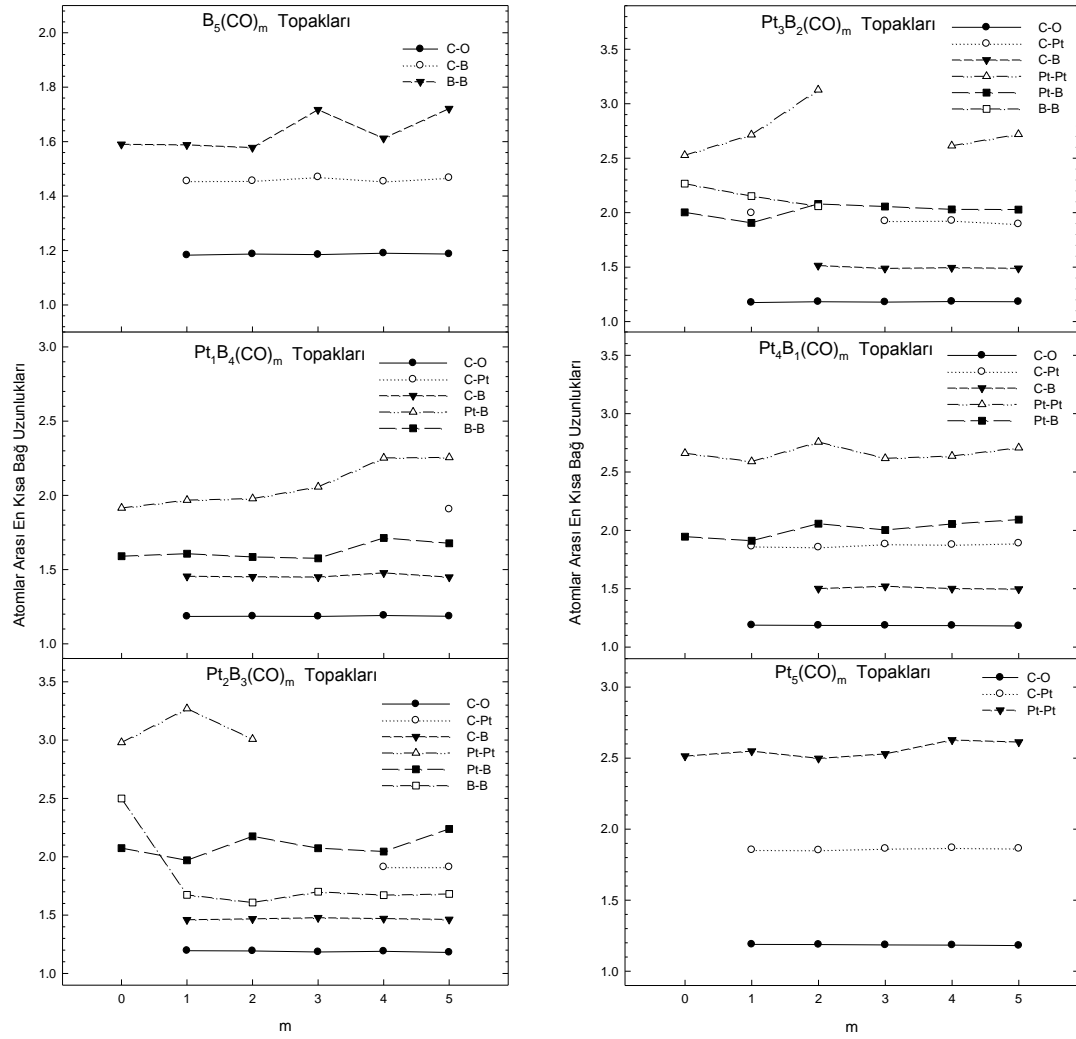 B5(CO)m Topakları
C-O
C-B
B-B
2.0
1.8
1.6
1.4
1.2
1.0
Pt1B4(CO)m Topakları
C-O
C-Pt
C-B
Pt-B
B-B
3.0
2.5
2.0
1.5
1.0
Pt2B3(CO)m Topakları
C-O
C-Pt
C-B
Pt-Pt
Pt-B
B-B
3.5
3.0
2.5
2.0
1.5
1.0
0 1 2 3 4 5
m
Atomlar Arası En Kısa Bağ Uzunlukları
Pt3B2(CO)m Topakları
C-O
C-Pt
C-B
Pt-Pt
Pt-B
B-B
3.5
3.0
2.5
2.0
1.5
1.0
Pt4B1(CO)m Topakları
C-O
C-Pt
C-B
Pt-Pt
Pt-B
3.5
3.0
2.5
2.0
1.5
1.0
Pt5(CO)m Topakları
C-O
C-Pt
Pt-Pt
3.0
2.5
2.0
1.5
1.0
0 1 2 3 4 5
m
Atomlar Arası En Kısa Bağ Uzunlukları